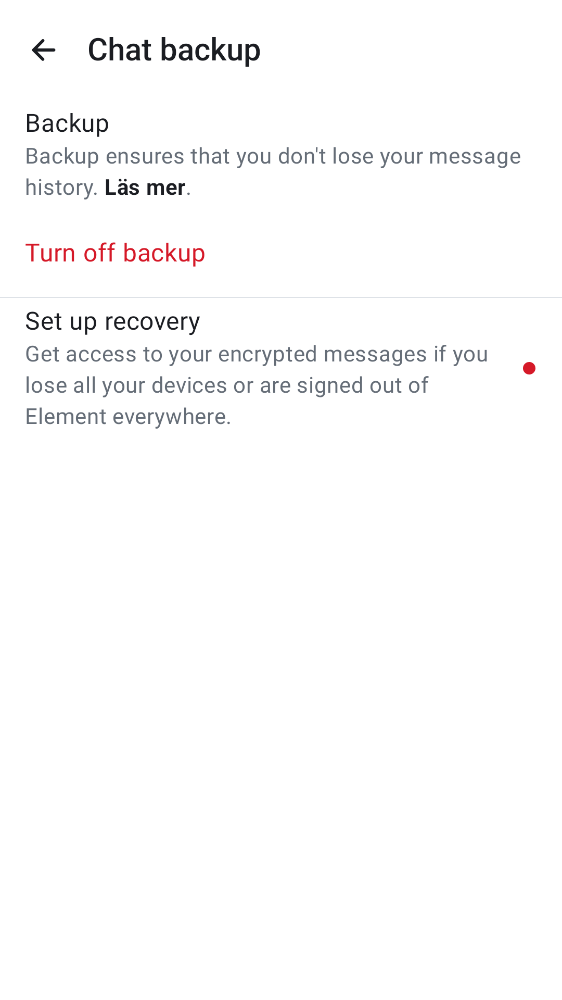 Chat backup
Backup
Backup ensures that you don't lose your message
history. Läs mer.
Turn off backup
Set up recovery
Get access to your encrypted messages if you
lose all your devices or are signed out of
Element everywhere.